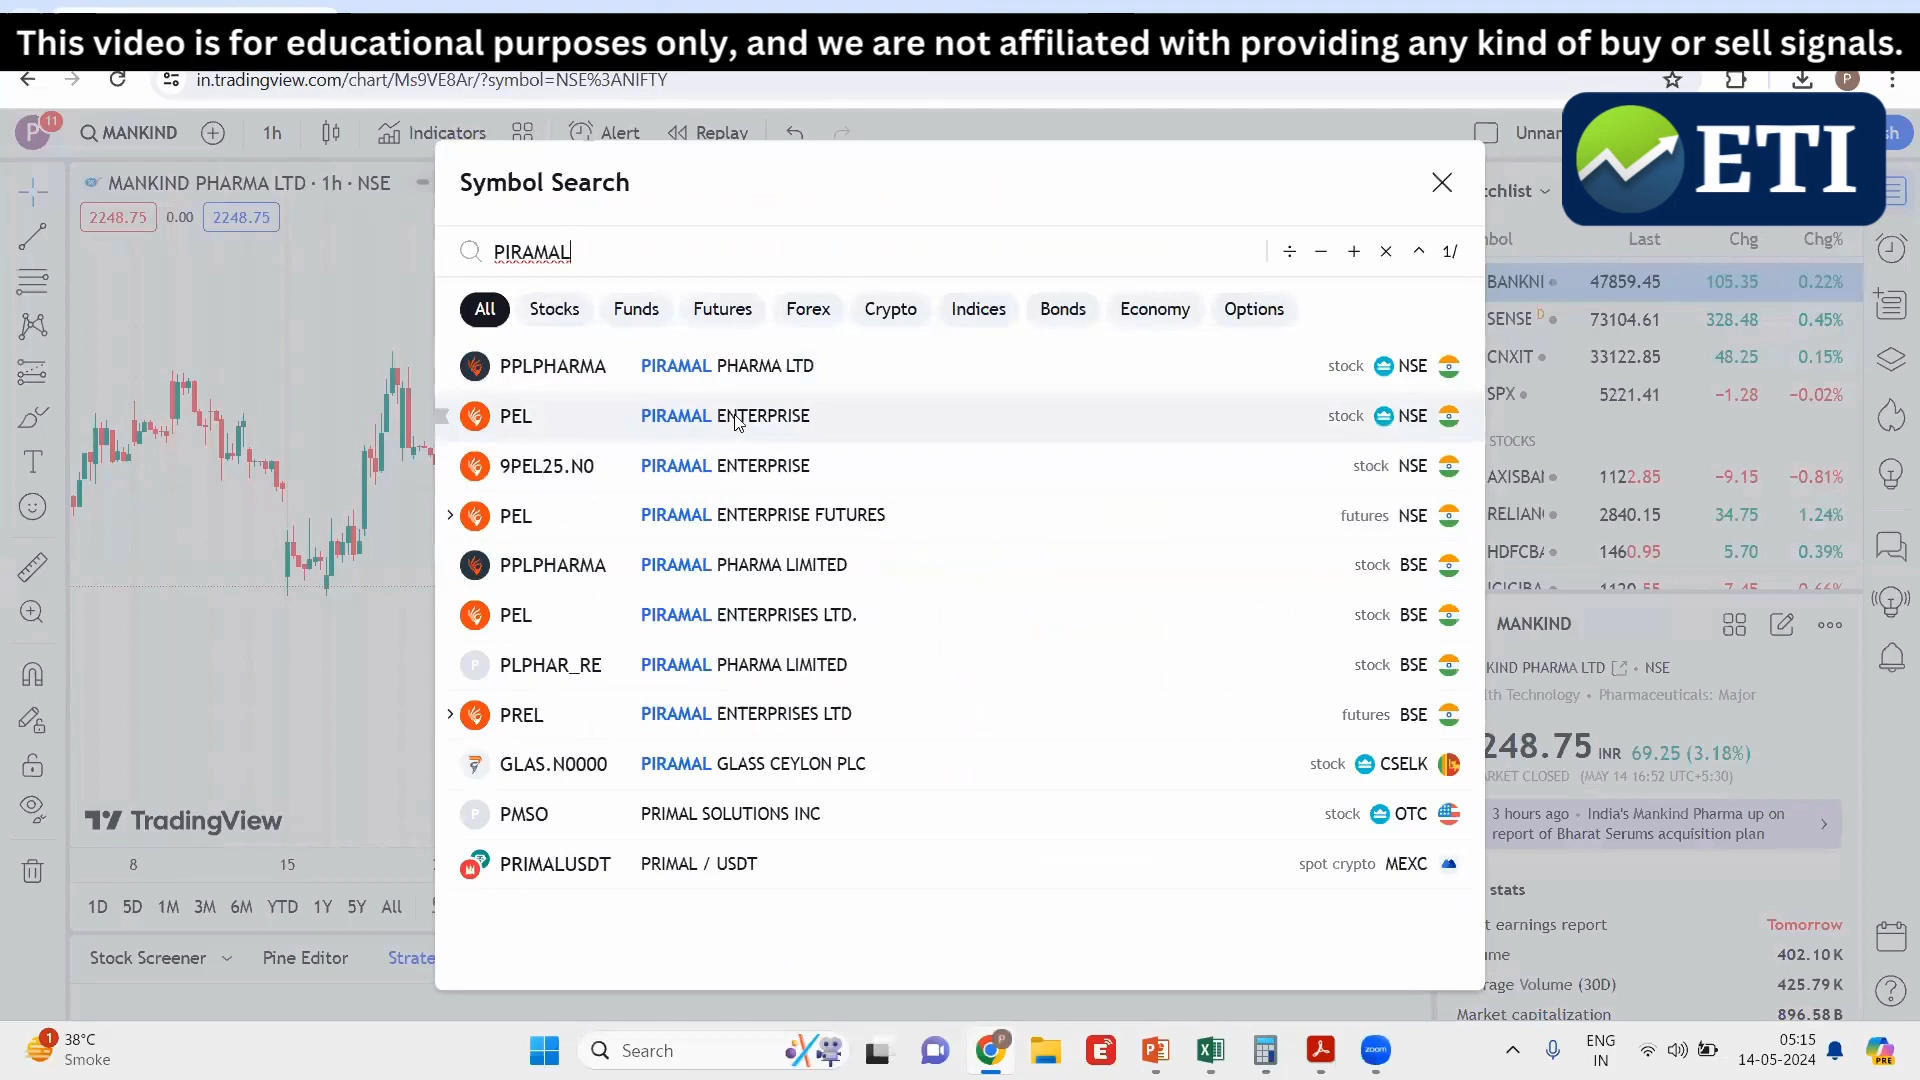 This video is for educational purposes only, and we are not affiliated with providing any kind of buy or sell signals.
in.tradingview.com/chart/Ms9VE8Ar/?symbol=NSE%3ANIFTY
P
P 11 MANKIND 1h Indicators Alert Replay
ETI
MANKIND PHARMA LTD · 1h · NSE
2248.75 0.00 2248.75
Symbol Search
PIRAMAL
÷ − + × ^ 1/
All Stocks Funds Futures Forex Crypto Indices Bonds Economy Options
PPLPHARMA PIRAMAL PHARMA LTD stock NSE
PEL PIRAMAL ENTERPRISE stock NSE
9PEL25.N0 PIRAMAL ENTERPRISE stock NSE
PEL PIRAMAL ENTERPRISE FUTURES futures NSE
PPLPHARMA PIRAMAL PHARMA LIMITED stock BSE
PEL PIRAMAL ENTERPRISES LTD. stock BSE
P PLPHAR_RE PIRAMAL PHARMA LIMITED stock BSE
PREL PIRAMAL ENTERPRISES LTD futures BSE
GLAS.N0000 PIRAMAL GLASS CEYLON PLC stock CSELK
P PMSO PRIMAL SOLUTIONS INC stock OTC
PRIMALUSDT PRIMAL / USDT spot crypto MEXC
Last Chg Chg%
BANKNI 47859.45 105.35 0.22%
SENSE D 73104.61 328.48 0.45%
CNXIT 33122.85 48.25 0.15%
SPX 5221.41 −1.28 −0.02%
STOCKS
AXISBAI 1122.85 −9.15 −0.81%
RELIAN 2840.15 34.75 1.24%
HDFCBA 1460.95 5.70 0.39%
MANKIND
PHARMA LTD • NSE
Technology • Pharmaceuticals: Major
248.75 INR 69.25 (3.18%)
CLOSED (MAY 14 16:52 UTC+5:30)
3 hours ago • India's Mankind Pharma up on
report of Bharat Serums acquisition plan
stats
earnings report Tomorrow
402.10K
Volume (30D) 425.79K
Market capitalization 896.58B
TradingView
8 15
1D 5D 1M 3M 6M YTD 1Y 5Y All
Stock Screener Pine Editor
1 38°C
Smoke
Search
zoom
ENG
IN
05:15
14-05-2024
PRE